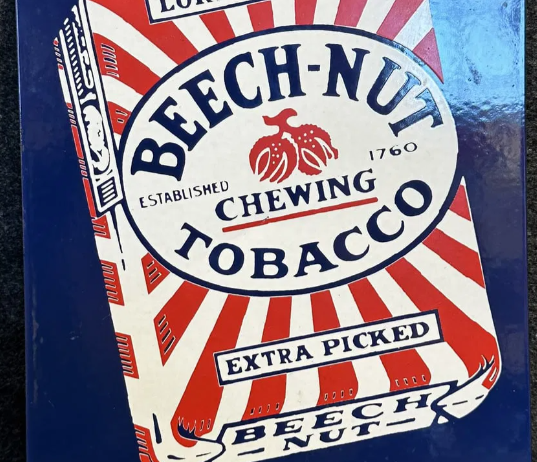 BEECH-NUT
ESTABLISHED 1760
CHEWING
TOBACCO
EXTRA PICKED
BEECH
NUT